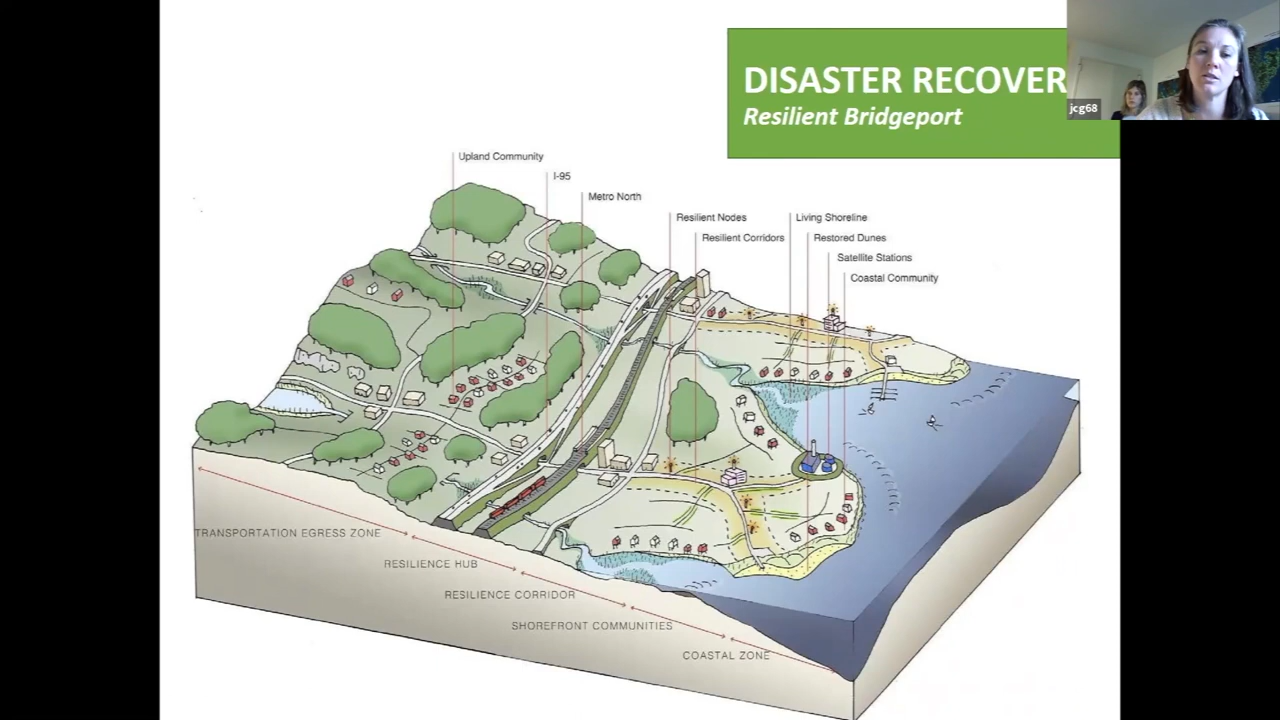 DISASTER RECOVER
Resilient Bridgeport
jcg68
Upland Community
I-95
Metro North
Resilient Nodes
Resilient Corridors
Living Shoreline
Restored Dunes
Satellite Stations
Coastal Community
TRANSPORTATION EGRESS ZONE
RESILIENCE HUB
RESILIENCE CORRIDOR
SHOREFRONT COMMUNITIES
COASTAL ZONE